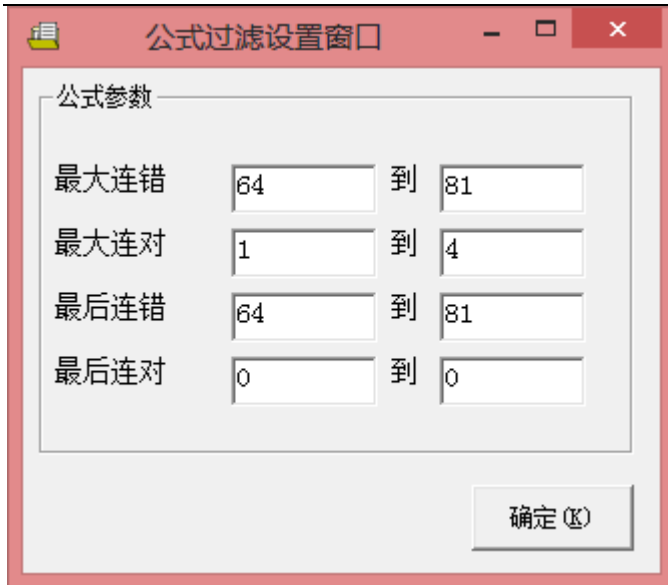 公式过滤设置窗口
公式参数
最大连错 64 到 81
最大连对 1 到 4
最后连错 64 到 81
最后连对 0 到 0
确定(K)